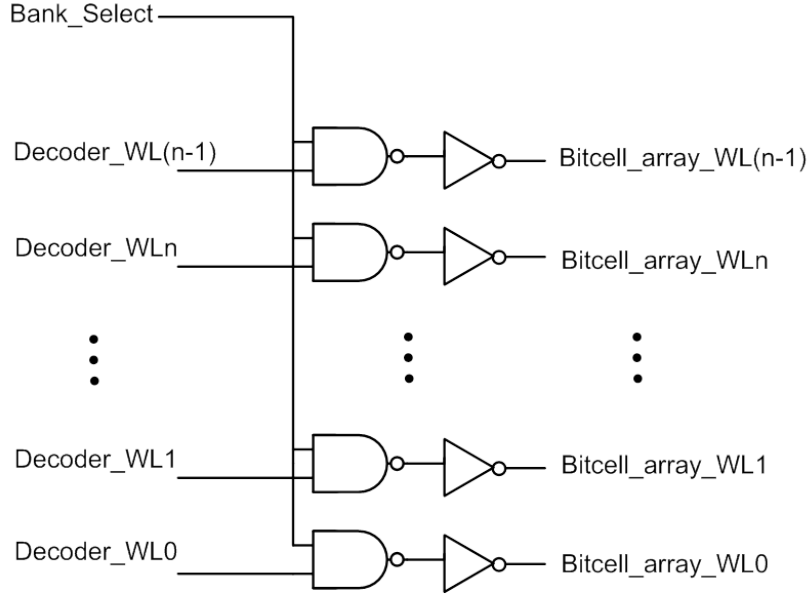 Bank_Select
Decoder_WL(n-1)
Bitcell_array_WL(n-1)
Decoder_WLn
Bitcell_array_WLn
Decoder_WL1
Bitcell_array_WL1
Decoder_WL0
Bitcell_array_WL0